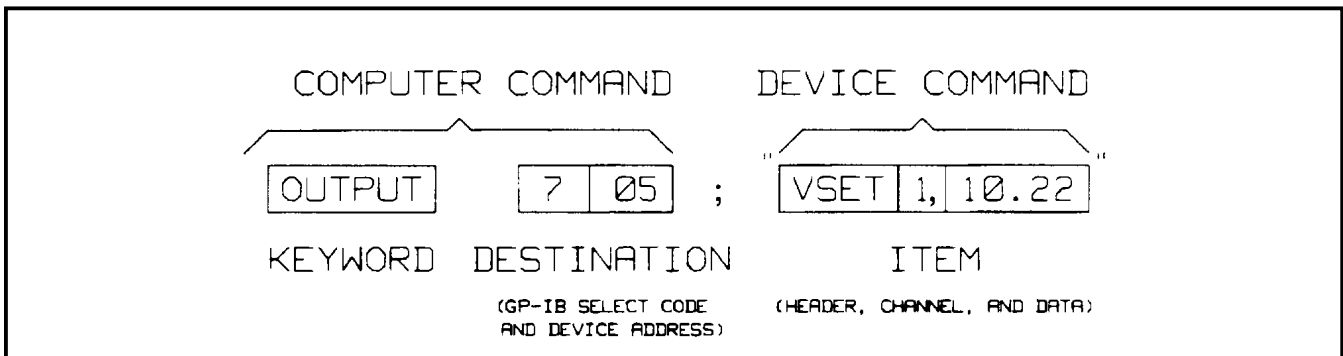 COMPUTER COMMAND DEVICE COMMAND
OUTPUT 7 05 ; " VSET 1, 10.22 "
KEYWORD DESTINATION ITEM
(GP-IB SELECT CODE (HEADER, CHANNEL, AND DATA)
AND DEVICE ADDRESS)